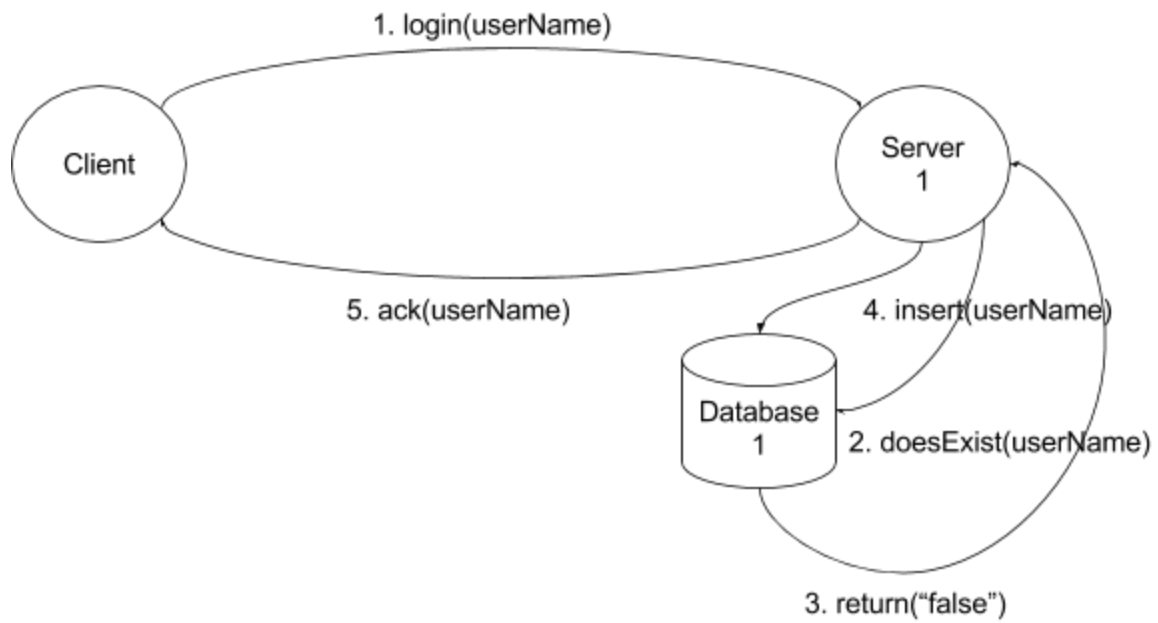 1. login(userName)
Client
Server
1
5. ack(userName)
4. insert(userName)
Database
1
2. doesExist(userName)
3. return(“false”)